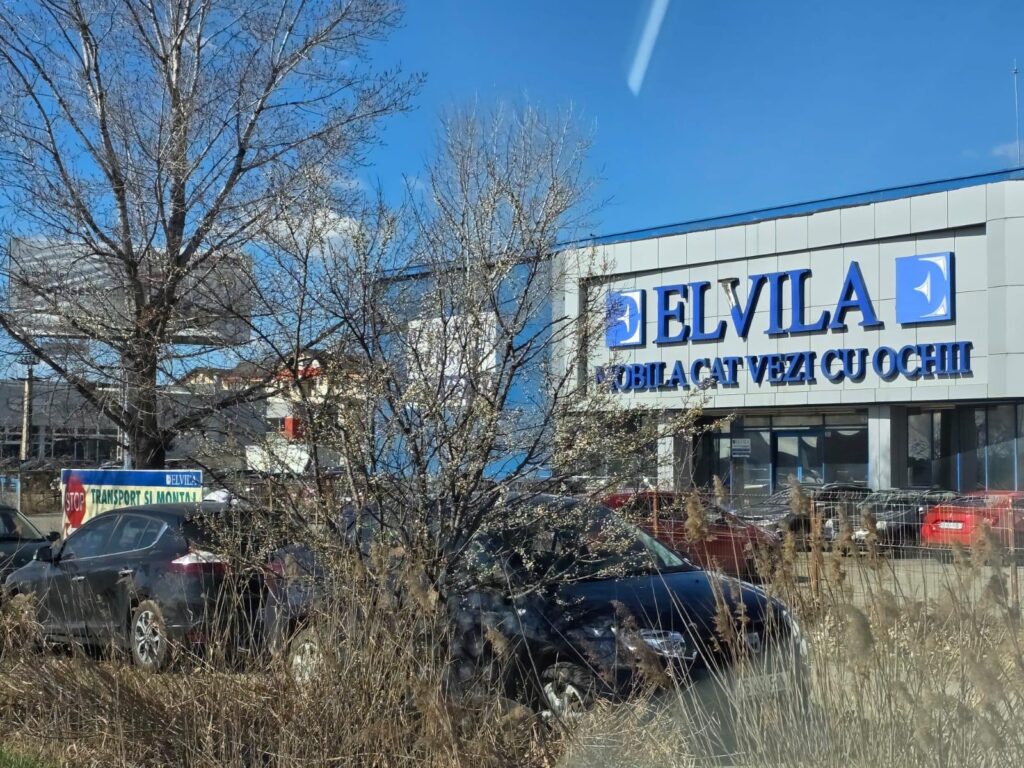 ELVILA
MOBILA CAT VEZI CU OCHII
ELVILA
STOP
TRANSPORT SI MONTAJ